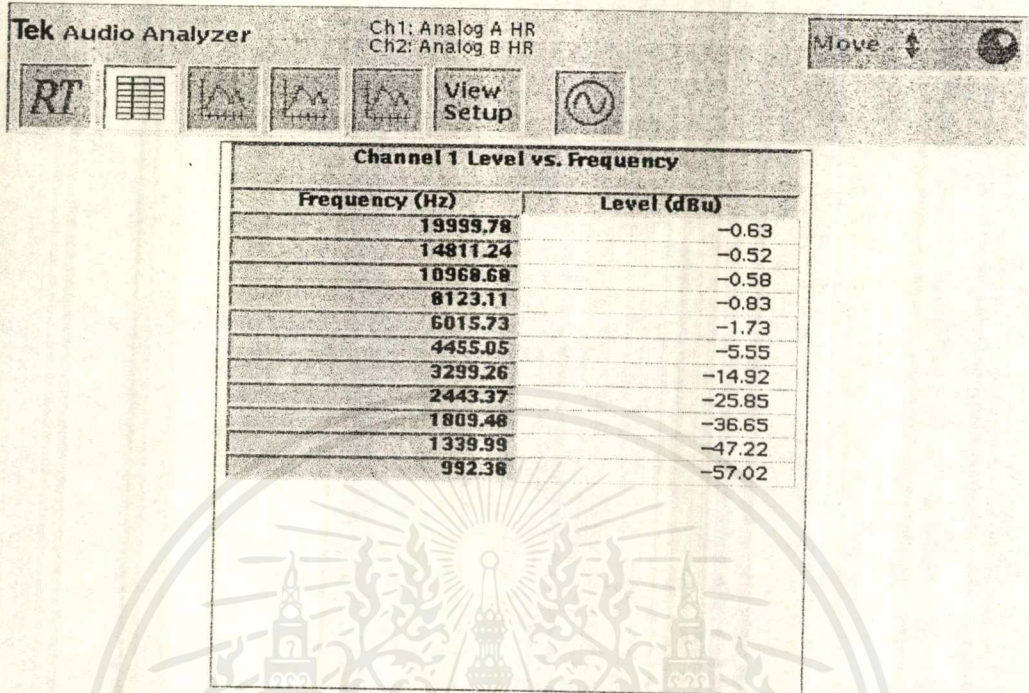 Tek Audio Analyzer
Ch1: Analog A HR
Ch2: Analog B HR
Move
RT
View
Setup
Channel 1 Level vs. Frequency
Frequency (Hz) Level (dBu)
19999.78 −0.63
14811.24 −0.52
10968.68 −0.58
8123.11 −0.83
6015.73 −1.73
4455.05 −5.55
3299.26 −14.92
2443.37 −25.85
1809.48 −36.65
1339.99 −47.22
992.38 −57.02